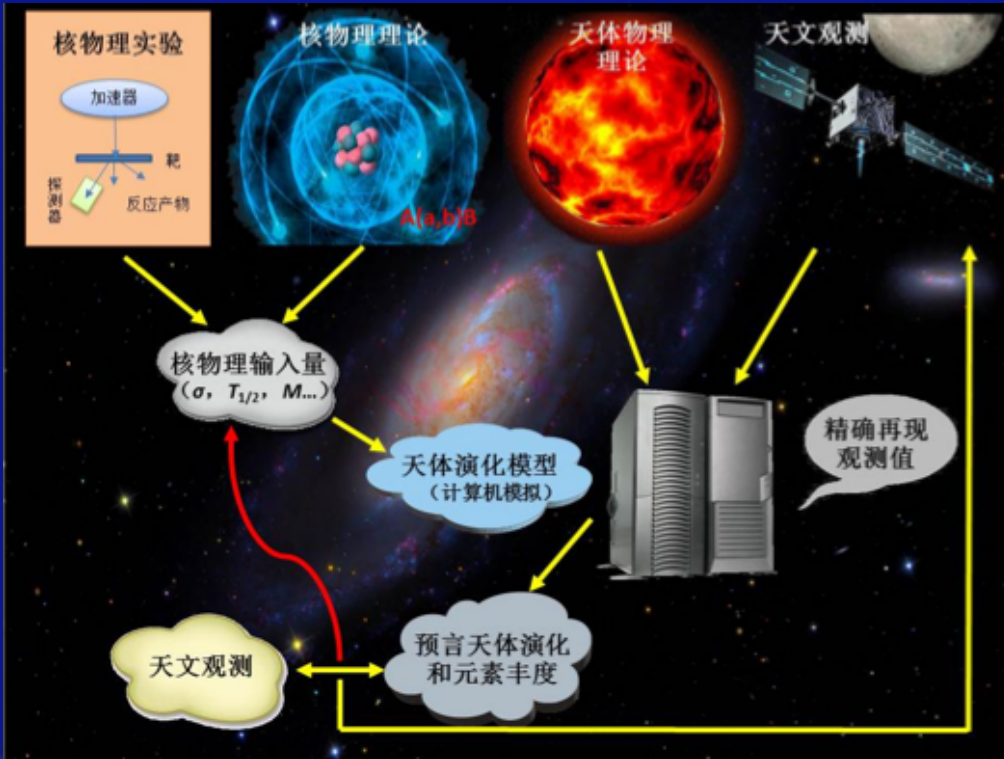 核物理实验
加速器
靶
探测器
反应产物
核物理理论
A(a,b)B
天体物理
理论
天文观测
核物理输入量
（σ，T1/2，M...）
天体演化模型
（计算机模拟）
精确再现
观测值
预言天体演化
和元素丰度
天文观测